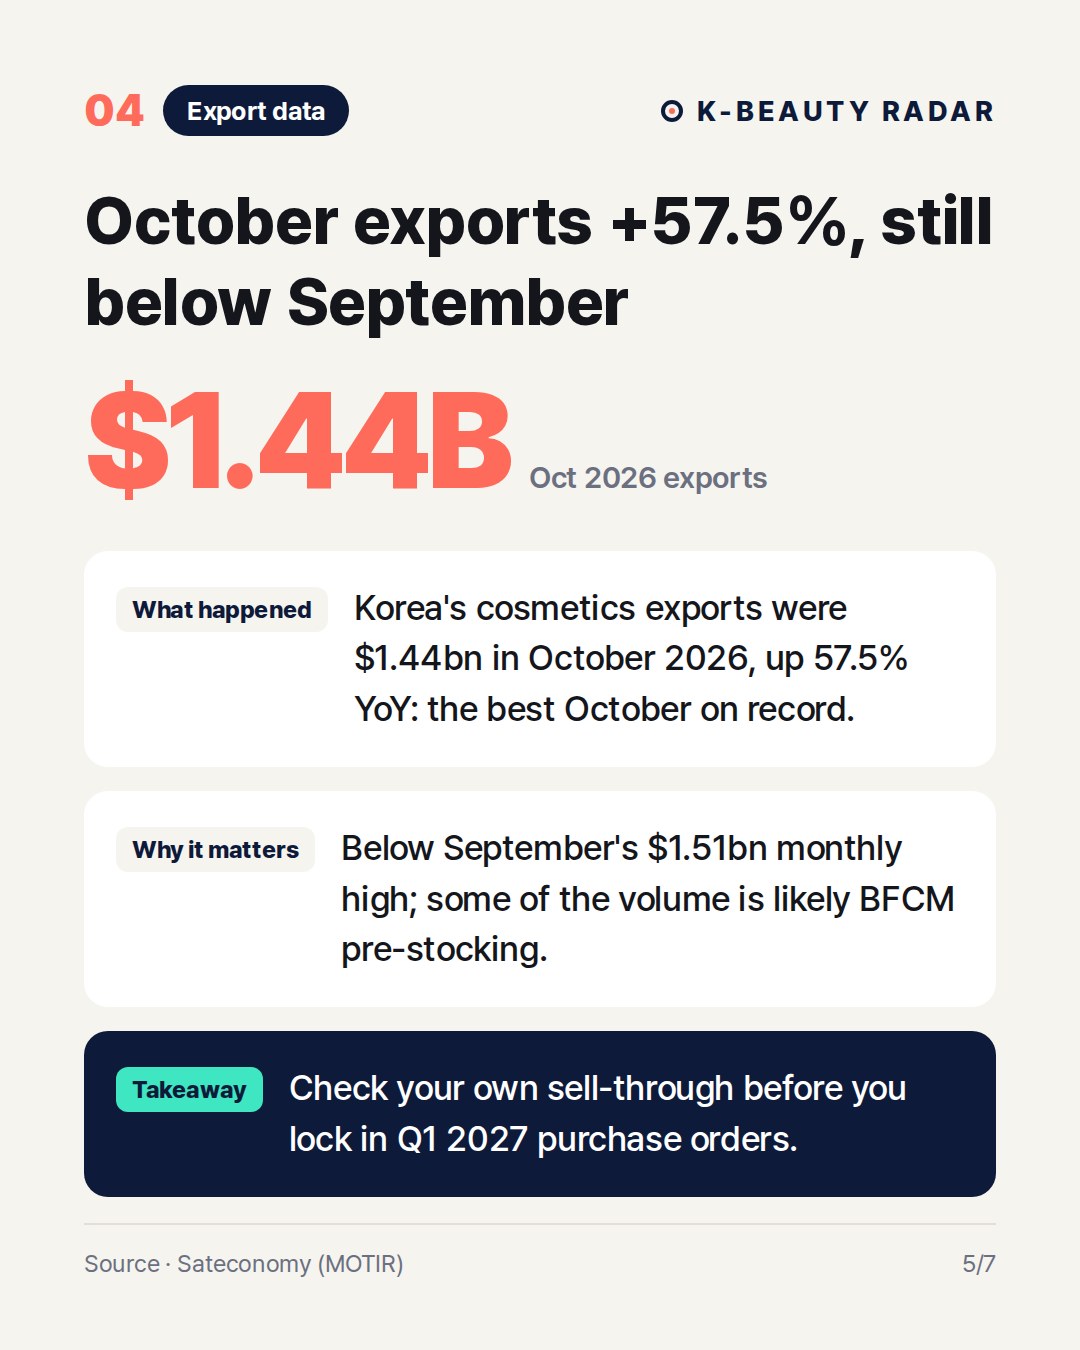 04 Export data
K-BEAUTY RADAR
October exports +57.5%, still
below September
$1.44B Oct 2026 exports
What happened
Korea's cosmetics exports were
$1.44bn in October 2026, up 57.5%
YoY: the best October on record.
Why it matters
Below September's $1.51bn monthly
high; some of the volume is likely BFCM
pre-stocking.
Takeaway
Check your own sell-through before you
lock in Q1 2027 purchase orders.
Source · Sateconomy (MOTIR)
5/7